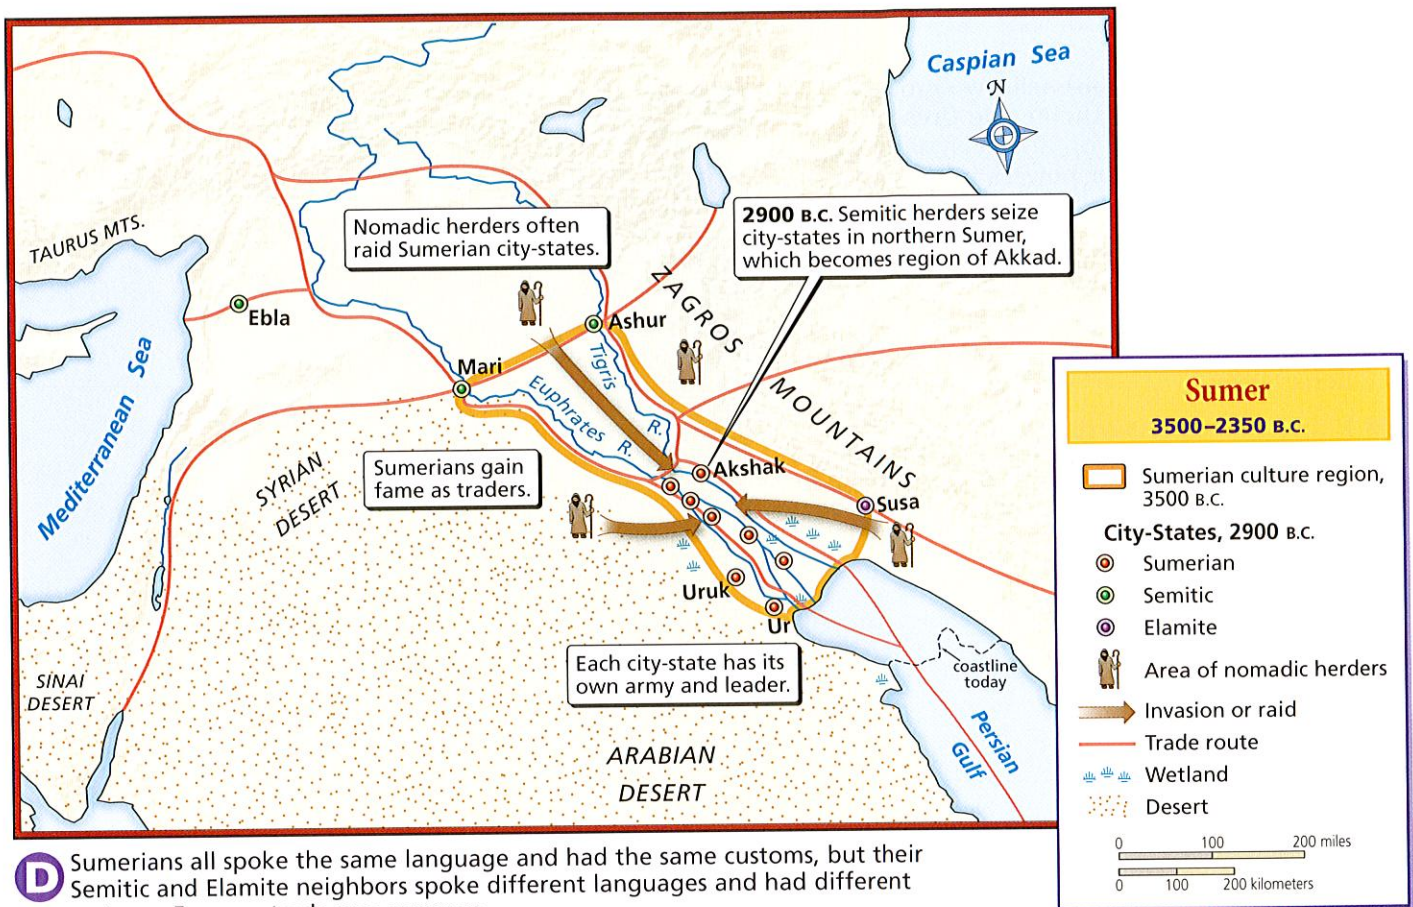 Caspian Sea
N
TAURUS MTS.
Nomadic herders often
raid Sumerian city-states.
2900 B.C. Semitic herders seize
city-states in northern Sumer,
which becomes region of Akkad.
ZAGROS
MOUNTAINS
Ebla
Ashur
Mari
Tigris
R.
Euphrates
R.
Mediterranean Sea
SYRIAN
DESERT
Sumerians gain
fame as traders.
Akshak
Susa
Uruk
Ur
Each city-state has its
own army and leader.
coastline
today
SINAI
DESERT
ARABIAN
DESERT
Persian
Gulf
Sumer
3500–2350 B.C.
Sumerian culture region,
3500 B.C.
City-States, 2900 B.C.
Sumerian
Semitic
Elamite
Area of nomadic herders
Invasion or raid
Trade route
Wetland
Desert
0 100 200 miles
0 100 200 kilometers
D Sumerians all spoke the same language and had the same customs, but their
Semitic and Elamite neighbors spoke different languages and had different